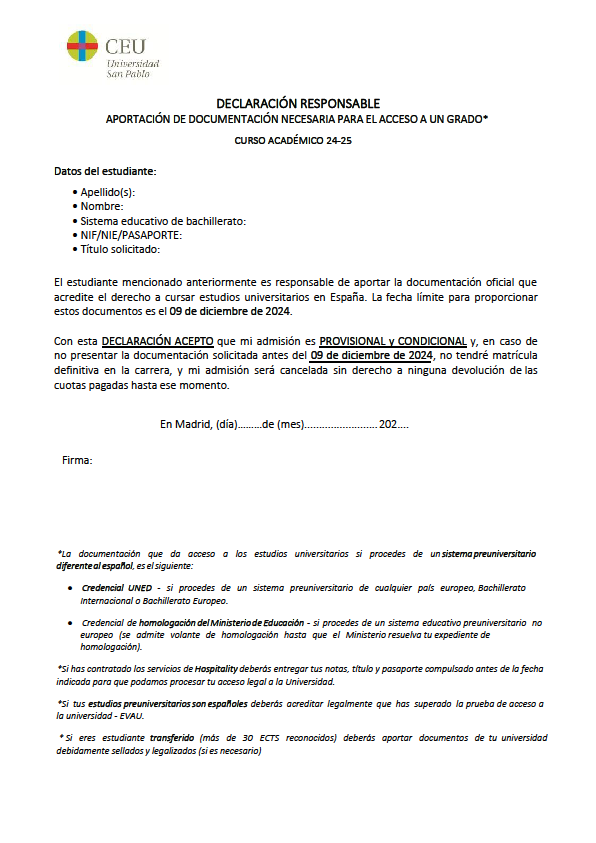 CEU
Universidad
San Pablo
DECLARACIÓN RESPONSABLE
APORTACIÓN DE DOCUMENTACIÓN NECESARIA PARA EL ACCESO A UN GRADO*
CURSO ACADÉMICO 24-25
Datos del estudiante:
• Apellido(s):
• Nombre:
• Sistema educativo de bachillerato:
• NIF/NIE/PASAPORTE:
• Título solicitado:
El estudiante mencionado anteriormente es responsable de aportar la documentación oficial que
acredite el derecho a cursar estudios universitarios en España. La fecha límite para proporcionar
estos documentos es el 09 de diciembre de 2024.
Con esta DECLARACIÓN ACEPTO que mi admisión es PROVISIONAL y CONDICIONAL y, en caso de
no presentar la documentación solicitada antes del 09 de diciembre de 2024, no tendré matrícula
definitiva en la carrera, y mi admisión será cancelada sin derecho a ninguna devolución de las
cuotas pagadas hasta ese momento.
En Madrid, (día).........de (mes)......................... 202....
Firma:
*La documentación que da acceso a los estudios universitarios si procedes de un sistema preuniversitario
diferente al español, es el siguiente:
• Credencial UNED - si procedes de un sistema preuniversitario de cualquier país europeo, Bachillerato
Internacional o Bachillerato Europeo.
• Credencial de homologación del Ministerio de Educación - si procedes de un sistema educativo preuniversitario no
europeo (se admite volante de homologación hasta que el Ministerio resuelva tu expediente de
homologación).
*Si has contratado los servicios de Hospitality deberás entregar tus notas, título y pasaporte compulsado antes de la fecha
indicada para que podamos procesar tu acceso legal a la Universidad.
*Si tus estudios preuniversitarios son españoles deberás acreditar legalmente que has superado la prueba de acceso a
la universidad - EVAU.
* Si eres estudiante transferido (más de 30 ECTS reconocidos) deberás aportar documentos de tu universidad
debidamente sellados y legalizados (si es necesario)